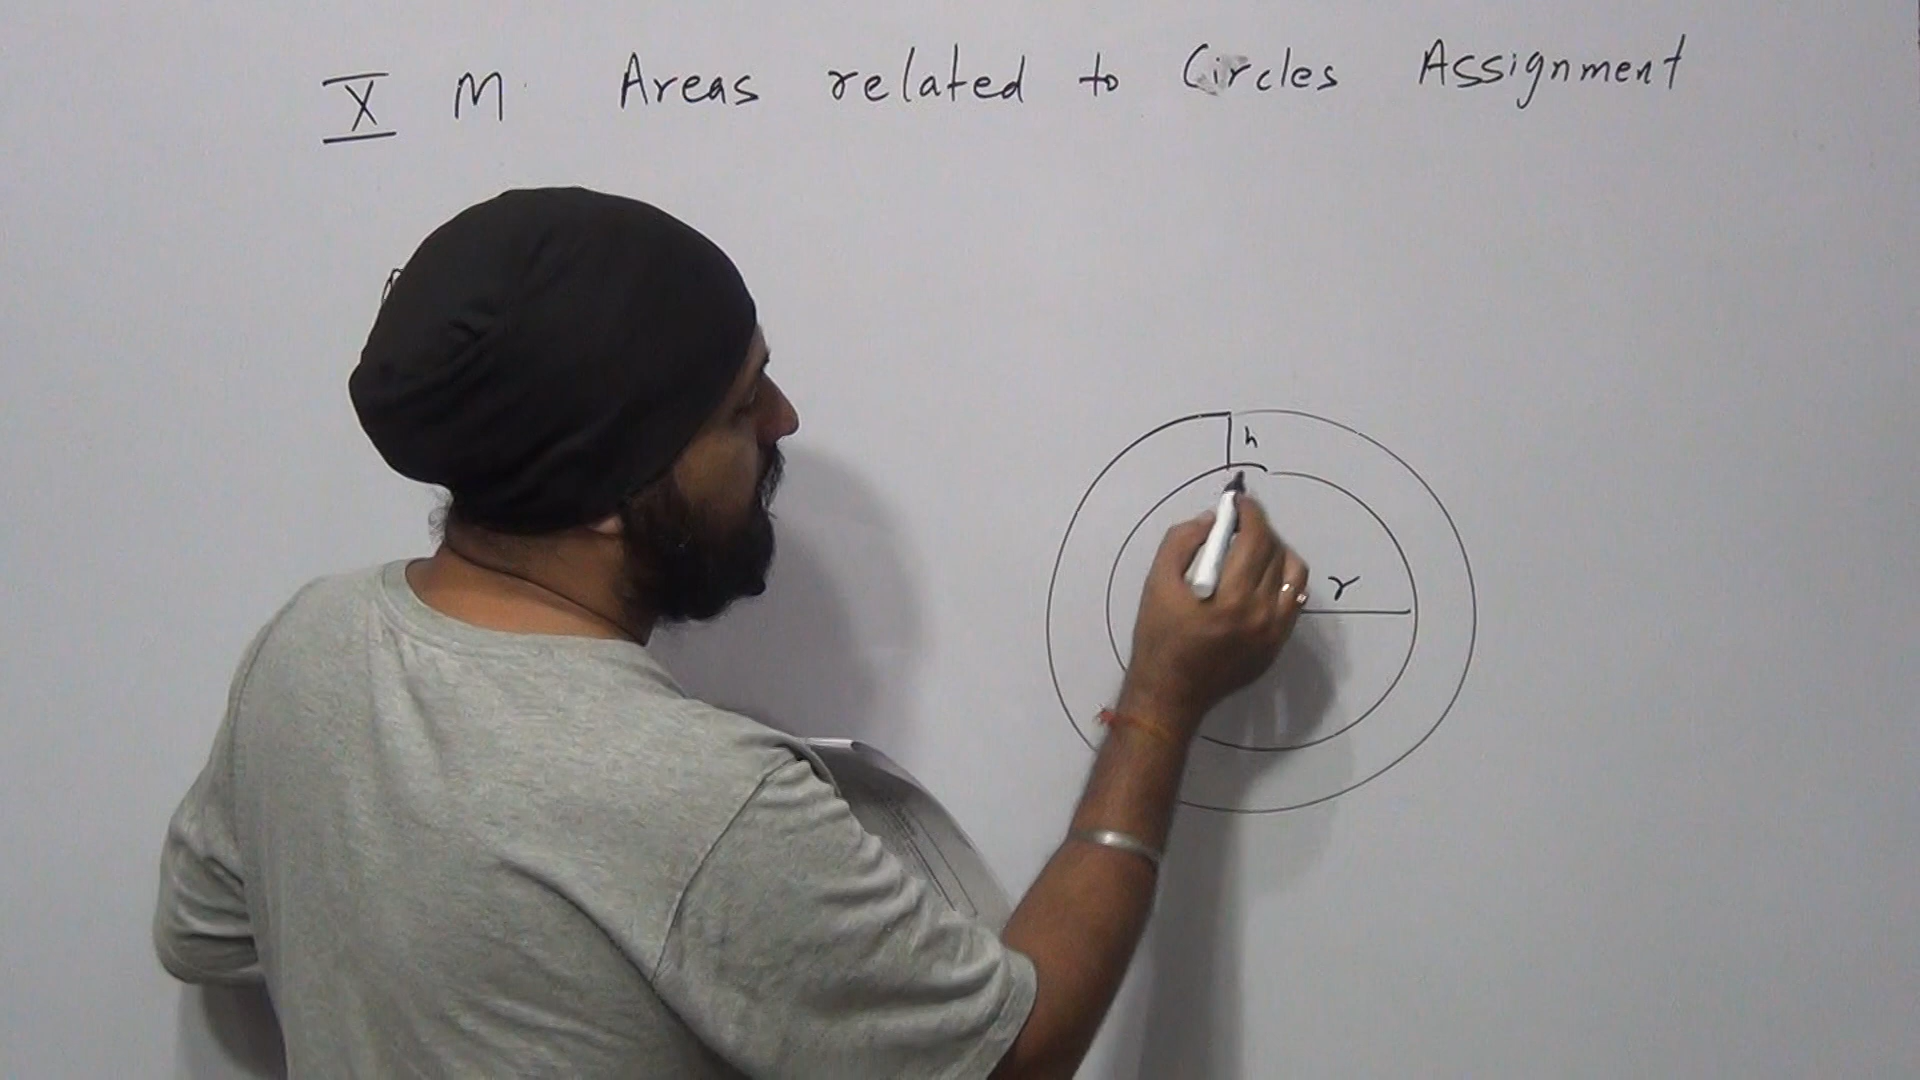 X M Areas related to Circles Assignment
h
r